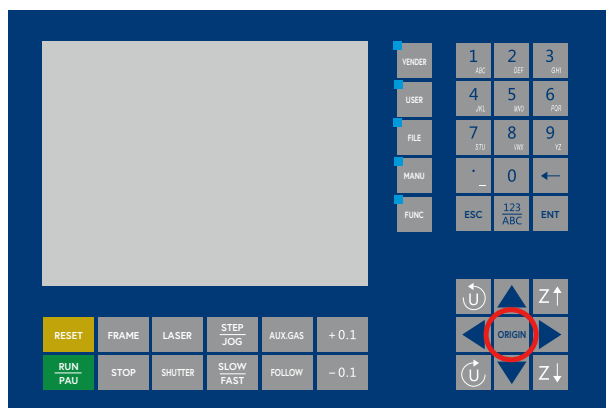 VENDER
1 ABC
2 DEF
3 GHI
USER
4 JKL
5 MNO
6 PQR
FILE
7 STU
8 VWX
9 YZ
MANU
. _
0
←
FUNC
ESC
123
ABC
ENT
U
Z↑
ORIGIN
U
Z↓
RESET
FRAME
LASER
STEP
JOG
AUX.GAS
+0.1
RUN
PAU
STOP
SHUTTER
SLOW
FAST
FOLLOW
-0.1